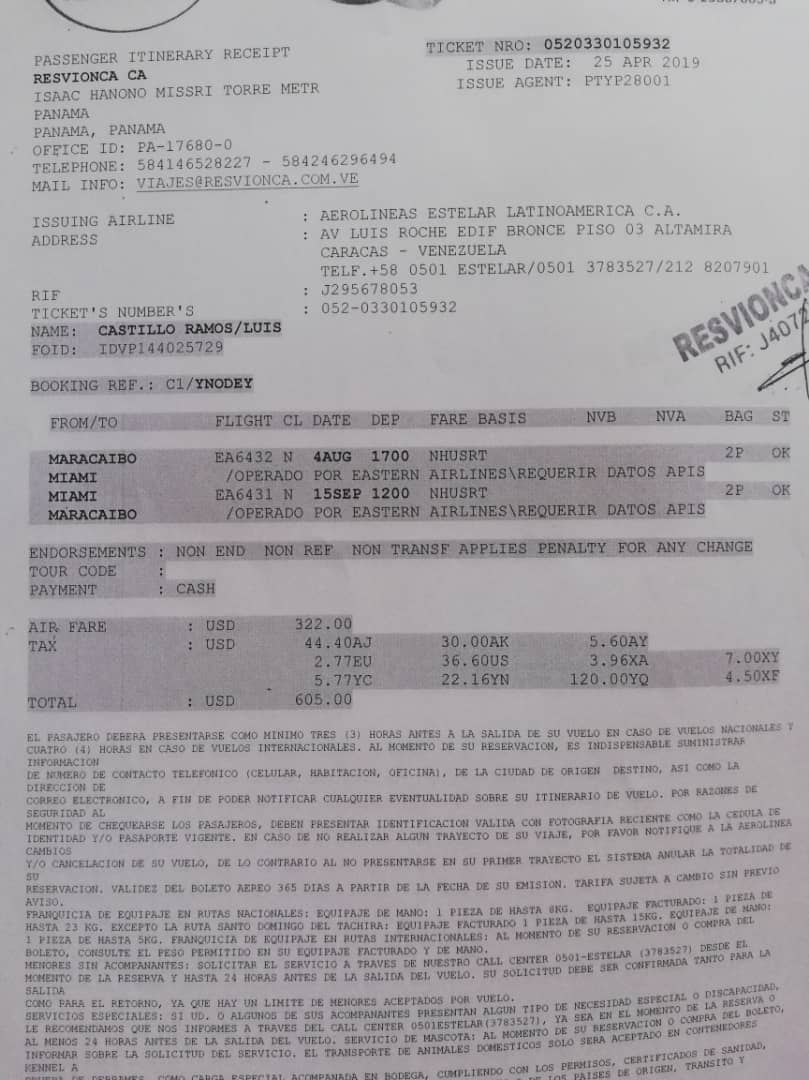 PASSENGER ITINERARY RECEIPT
TICKET NRO: 0520330105932
RESVIONCA CA
ISSUE DATE: 25 APR 2019
ISAAC HANONO MISSRI TORRE METR
ISSUE AGENT: PTYP28001
PANAMA
PANAMA, PANAMA
OFFICE ID: PA-17680-0
TELEPHONE: 584146528227 - 584246296494
MAIL INFO: VIAJES@RESVIONCA.COM.VE
ISSUING AIRLINE : AEROLINEAS ESTELAR LATINOAMERICA C.A.
ADDRESS : AV LUIS ROCHE EDIF BRONCE PISO 03 ALTAMIRA
CARACAS - VENEZUELA
TELF.+58 0501 ESTELAR/0501 3783527/212 8207901
RIF : J295678053
TICKET'S NUMBER'S : 052-0330105932
NAME: CASTILLO RAMOS/LUIS
FOID: IDVP144025729
RESVIONCA
RIF: J4072
BOOKING REF.: C1/YNODEY
FROM/TO FLIGHT CL DATE DEP FARE BASIS NVB NVA BAG ST
MARACAIBO EA6432 N 4AUG 1700 NHUSRT 2P OK
MIAMI /OPERADO POR EASTERN AIRLINES\REQUERIR DATOS APIS
MIAMI EA6431 N 15SEP 1200 NHUSRT 2P OK
MARACAIBO /OPERADO POR EASTERN AIRLINES\REQUERIR DATOS APIS
ENDORSEMENTS : NON END NON REF NON TRANSF APPLIES PENALTY FOR ANY CHANGE
TOUR CODE :
PAYMENT : CASH
AIR FARE : USD 322.00
TAX : USD 44.40AJ 30.00AK 5.60AY
2.77EU 36.60US 3.96XA 7.00XY
5.77YC 22.16YN 120.00YQ 4.50XF
TOTAL : USD 605.00
EL PASAJERO DEBERA PRESENTARSE COMO MINIMO TRES (3) HORAS ANTES A LA SALIDA DE SU VUELO EN CASO DE VUELOS NACIONALES Y
CUATRO (4) HORAS EN CASO DE VUELOS INTERNACIONALES. AL MOMENTO DE SU RESERVACION, ES INDISPENSABLE SUMINISTRAR
INFORMACION
DE NUMERO DE CONTACTO TELEFONICO (CELULAR, HABITACION, OFICINA), DE LA CIUDAD DE ORIGEN DESTINO, ASI COMO LA
DIRECCION DE
CORREO ELECTRONICO, A FIN DE PODER NOTIFICAR CUALQUIER EVENTUALIDAD SOBRE SU ITINERARIO DE VUELO. POR RAZONES DE
SEGURIDAD AL
MOMENTO DE CHEQUEARSE LOS PASAJEROS, DEBEN PRESENTAR IDENTIFICACION VALIDA CON FOTOGRAFIA RECIENTE COMO LA CEDULA DE
IDENTIDAD Y/O PASAPORTE VIGENTE. EN CASO DE NO REALIZAR ALGUN TRAYECTO DE SU VIAJE, POR FAVOR NOTIFIQUE A LA AEROLINEA
CAMBIOS
Y/O CANCELACION DE SU VUELO, DE LO CONTRARIO AL NO PRESENTARSE EN SU PRIMER TRAYECTO EL SISTEMA ANULAR LA TOTALIDAD DE
SU
RESERVACION. VALIDEZ DEL BOLETO AEREO 365 DIAS A PARTIR DE LA FECHA DE SU EMISION. TARIFA SUJETA A CAMBIO SIN PREVIO
AVISO.
FRANQUICIA DE EQUIPAJE EN RUTAS NACIONALES: EQUIPAJE DE MANO: 1 PIEZA DE HASTA 8KG. EQUIPAJE FACTURADO: 1 PIEZA DE
HASTA 23 KG. EXCEPTO LA RUTA SANTO DOMINGO DEL TACHIRA: EQUIPAJE FACTURADO 1 PIEZA DE HASTA 15KG. EQUIPAJE DE MANO:
1 PIEZA DE HASTA 5KG. FRANQUICIA DE EQUIPAJE EN RUTAS INTERNACIONALES: AL MOMENTO DE SU RESERVACION O COMPRA DEL
BOLETO, CONSULTE EL PESO PERMITIDO EN SU EQUIPAJE FACTURADO Y DE MANO.
MENORES SIN ACOMPANANTES: SOLICITAR EL SERVICIO A TRAVES DE NUESTRO CALL CENTER 0501-ESTELAR (3783527) DESDE EL
MOMENTO DE LA RESERVA Y HASTA 24 HORAS ANTES DE LA SALIDA DEL VUELO. SU SOLICITUD DEBE SER CONFIRMADA TANTO PARA LA
SALIDA
COMO PARA EL RETORNO, YA QUE HAY UN LIMITE DE MENORES ACEPTADOS POR VUELO.
SERVICIOS ESPECIALES: SI UD. O ALGUNOS DE SUS ACOMPANANTES PRESENTAN ALGUN TIPO DE NECESIDAD ESPECIAL O DISCAPACIDAD,
LE RECOMENDAMOS QUE NOS INFORMES A TRAVES DEL CALL CENTER 0501ESTELAR(3783527), YA SEA EN EL MOMENTO DE LA RESERVA O
AL MENOS 24 HORAS ANTES DE LA SALIDA DEL VUELO. SERVICIO DE MASCOTA: AL MOMENTO DE SU RESERVACION O COMPRA DEL BOLETO,
INFORMAR SOBRE LA SOLICITUD DEL SERVICIO. EL TRANSPORTE DE ANIMALES DOMESTICOS SOLO SERA ACEPTADO EN CONTENEDORES
KENNEL A
PRUEBA DE DERRAMES, COMO CARGA ESPECIAL ACOMPANADA EN BODEGA, CUMPLIENDO CON LOS PERMISOS, CERTIFICADOS DE SANIDAD,
DE LOS PAISES DE ORIGEN, TRANSITO Y